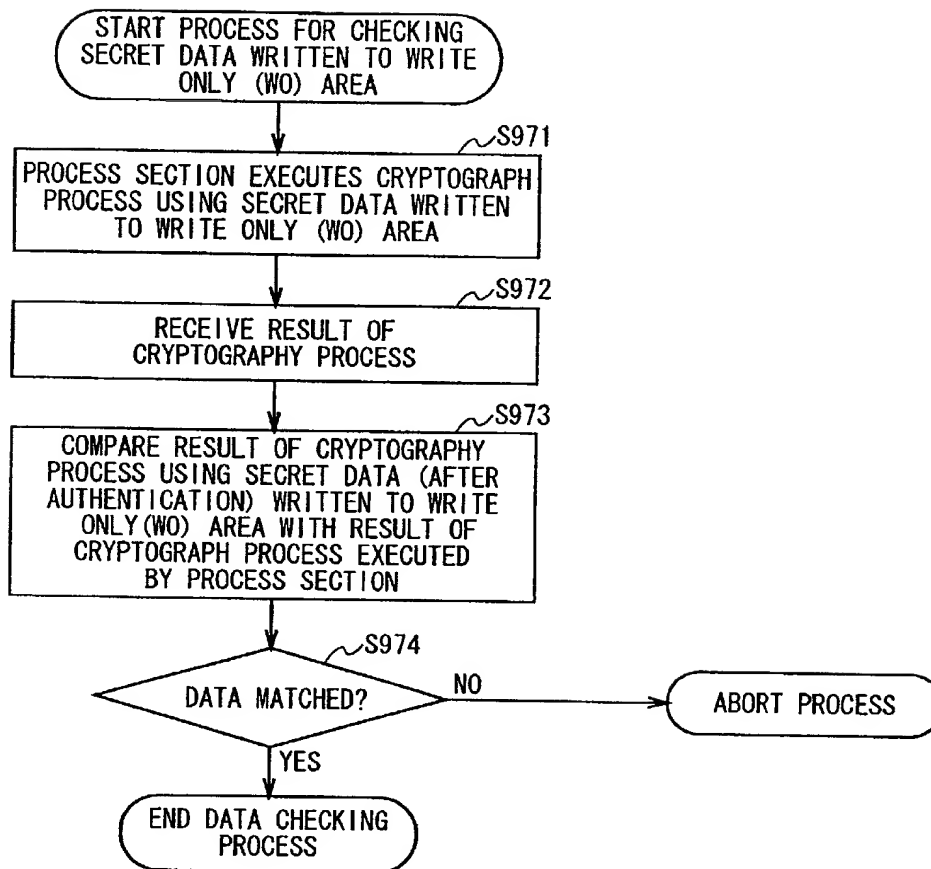 START PROCESS FOR CHECKING
SECRET DATA WRITTEN TO WRITE
ONLY (WO) AREA
S971
PROCESS SECTION EXECUTES CRYPTOGRAPH
PROCESS USING SECRET DATA WRITTEN
TO WRITE ONLY (WO) AREA
S972
RECEIVE RESULT OF
CRYPTOGRAPHY PROCESS
S973
COMPARE RESULT OF CRYPTOGRAPHY
PROCESS USING SECRET DATA (AFTER
AUTHENTICATION) WRITTEN TO WRITE
ONLY(WO) AREA WITH RESULT OF
CRYPTOGRAPH PROCESS EXECUTED
BY PROCESS SECTION
S974
DATA MATCHED?
NO
ABORT PROCESS
YES
END DATA CHECKING
PROCESS